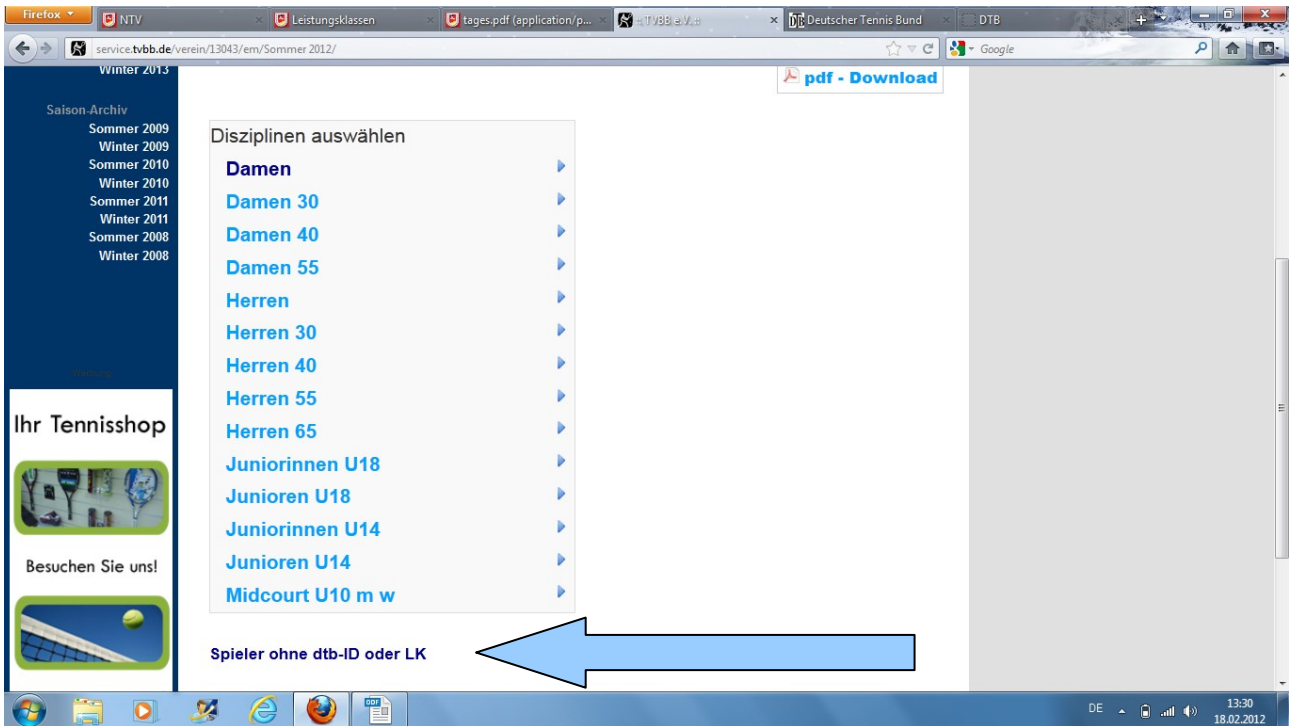 Firefox
NTV
Leistungsklassen
tages.pdf (application/p...
:: TVBB e.V. ::
Deutscher Tennis Bund
DTB
service.tvbb.de/verein/13043/em/Sommer 2012/
Google
Winter 2013
pdf - Download
Saison-Archiv
Sommer 2009
Winter 2009
Sommer 2010
Winter 2010
Sommer 2011
Winter 2011
Sommer 2008
Winter 2008
Disziplinen auswählen
Damen
Damen 30
Damen 40
Damen 55
Herren
Herren 30
Herren 40
Herren 55
Herren 65
Juniorinnen U18
Junioren U18
Juniorinnen U14
Junioren U14
Midcourt U10 m w
Werbung
Ihr Tennisshop
Besuchen Sie uns!
Spieler ohne dtb-ID oder LK
DE
13:30
18.02.2012